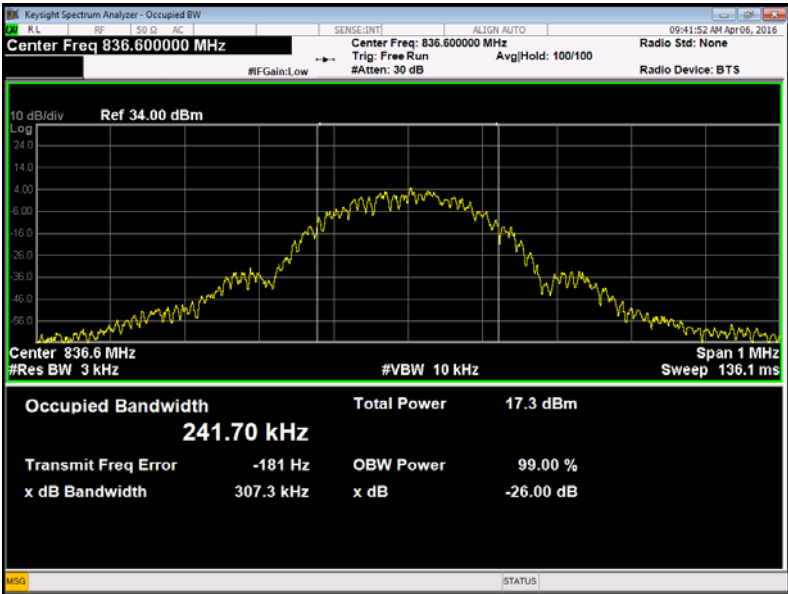 Keysight Spectrum Analyzer - Occupied BW
RL RF 50 Ω AC SENSE:INT ALIGN AUTO 09:41:52 AM Apr 06, 2016
Center Freq 836.600000 MHz Center Freq: 836.600000 MHz Radio Std: None
Trig: Free Run Avg|Hold: 100/100
#IFGain:Low #Atten: 30 dB Radio Device: BTS
10 dB/div Ref 34.00 dBm
Log
24.0
14.0
4.00
-6.00
-16.0
-26.0
-36.0
-46.0
-56.0
Center 836.6 MHz Span 1 MHz
#Res BW 3 kHz #VBW 10 kHz Sweep 136.1 ms
Occupied Bandwidth Total Power 17.3 dBm
241.70 kHz
Transmit Freq Error -181 Hz OBW Power 99.00 %
x dB Bandwidth 307.3 kHz x dB -26.00 dB
MSG STATUS